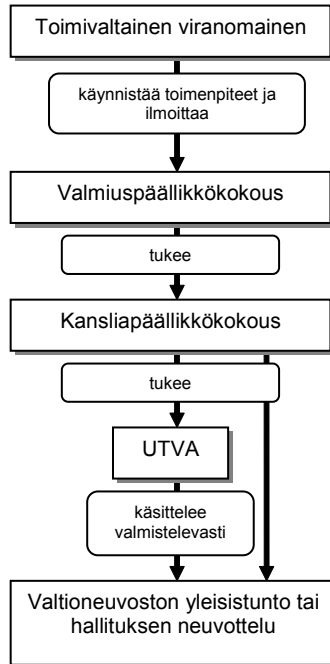 Toimivaltainen viranomainen
käynnistää toimenpiteet ja
ilmoittaa
Valmiuspäällikkökokous
tukee
Kansliapäällikkökokous
tukee
UTVA
käsittelee
valmistelevasti
Valtioneuvoston yleisistunto tai
hallituksen neuvottelu